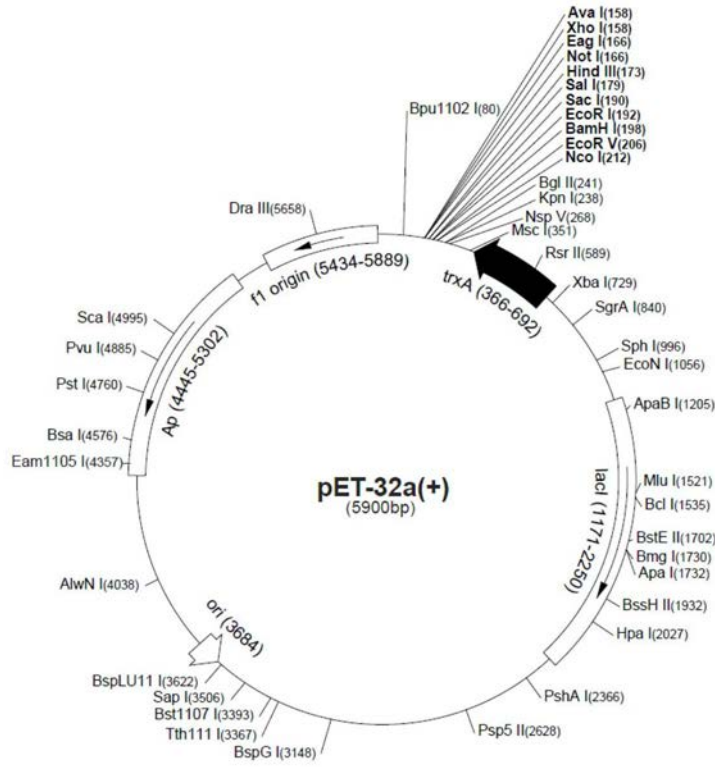 Ava I(158)
Xho I(158)
Eag I(166)
Not I(166)
Hind III(173)
Sal I(179)
Sac I(190)
EcoR I(192)
BamH I(198)
EcoR V(206)
Nco I(212)
Bpu1102 I(80)
Bgl II(241)
Kpn I(238)
Nsp V(268)
Msc I(351)
Rsr II(589)
Xba I(729)
SgrA I(840)
Sph I(996)
EcoN I(1056)
ApaB I(1205)
Mlu I(1521)
Bcl I(1535)
BstE II(1702)
Bmg I(1730)
Apa I(1732)
BssH II(1932)
Hpa I(2027)
PshA I(2366)
Psp5 II(2628)
BspG I(3148)
Tth111 I(3367)
Bst1107 I(3393)
Sap I(3506)
BspLU11 I(3622)
AlwN I(4038)
Eam1105 I(4357)
Bsa I(4576)
Pst I(4760)
Pvu I(4885)
Sca I(4995)
Dra III(5658)
f1 origin (5434-5889)
trxA (366-692)
Ap (4445-5302)
lacI (1171-2250)
ori (3684)
pET-32a(+)
(5900bp)